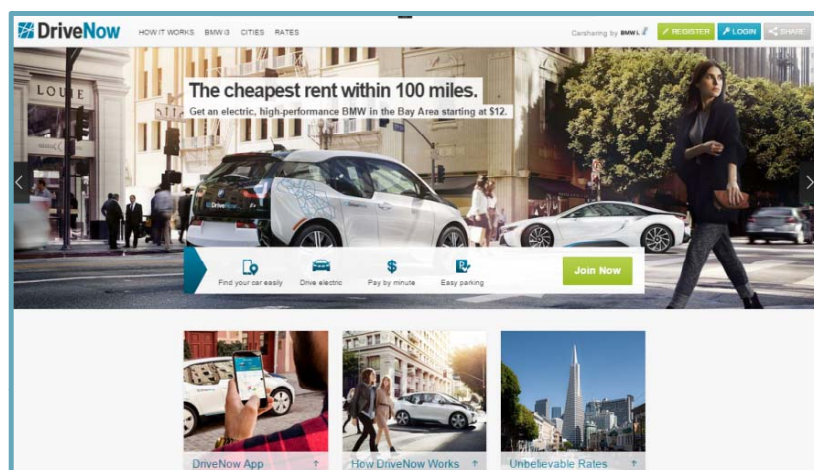 DriveNow
HOW IT WORKS BMW i3 CITIES RATES
Carsharing by BMW i.
REGISTER
LOGIN
SHARE
LOUIE
The cheapest rent within 100 miles.
Get an electric, high-performance BMW in the Bay Area starting at $12.
DriveNow
Find your car easily
Drive electric
Pay by minute
Easy parking
Join Now
DriveNow App
How DriveNow Works
Unbelievable Rates